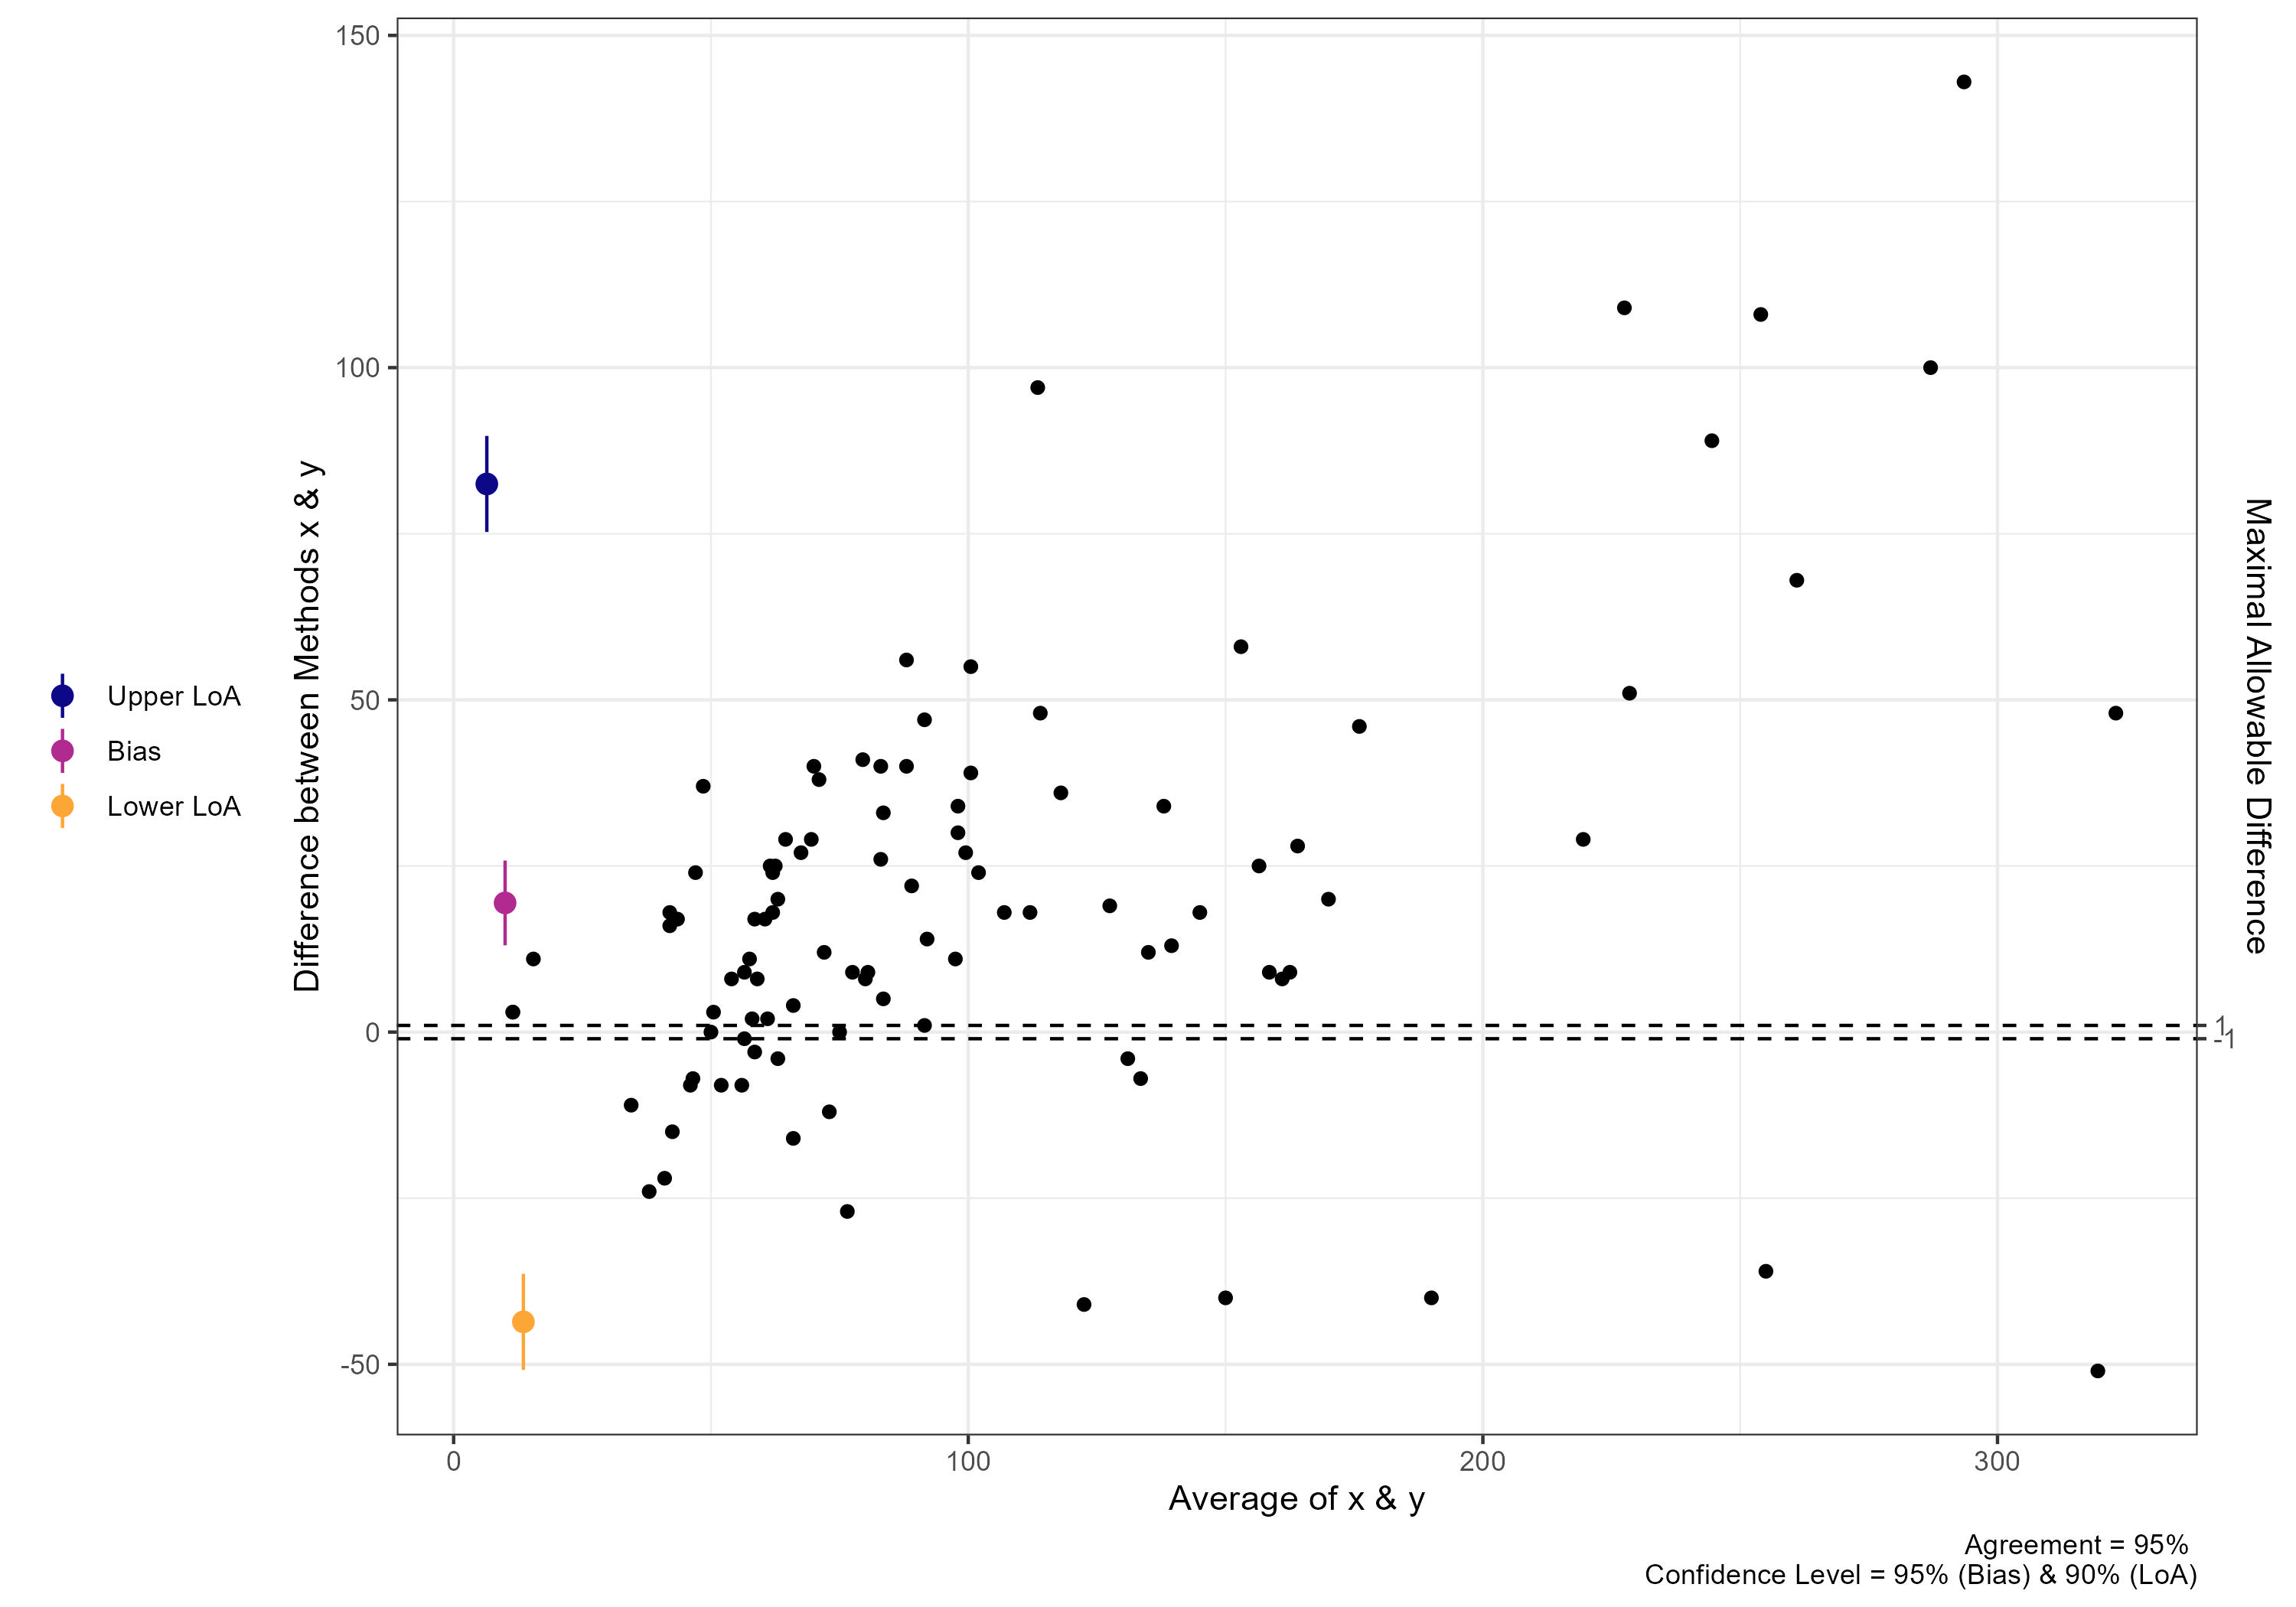 Upper LoA
Bias
Lower LoA
Difference between Methods x & y
150
100
50
0
-50
0
100
200
300
Average of x & y
1
-1
Maximal Allowable Difference
Agreement = 95%
Confidence Level = 95% (Bias) & 90% (LoA)